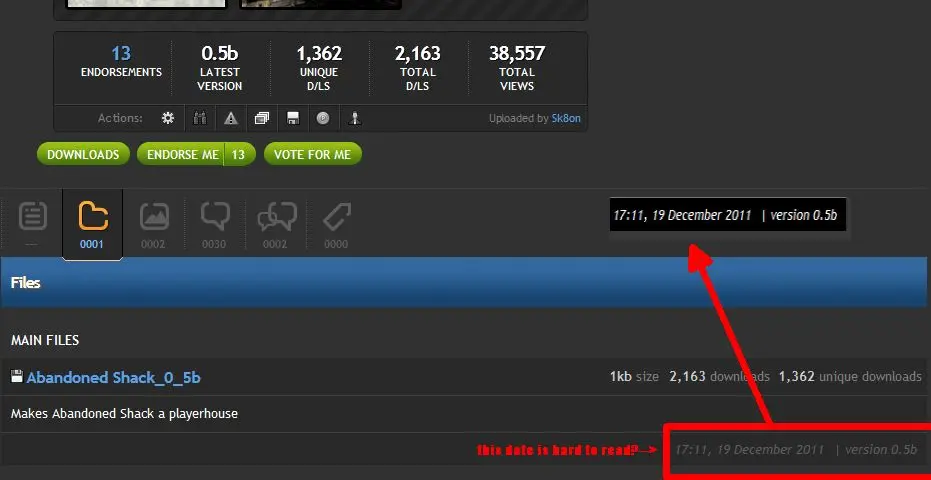 13 0.5b 1,362 2,163 38,557
ENDORSEMENTS LATEST UNIQUE TOTAL TOTAL
VERSION D/LS D/LS VIEWS
Actions: Uploaded by Sk8on
DOWNLOADS ENDORSE ME 13 VOTE FOR ME
17:11, 19 December 2011 | version 0.5b
— 0001 0002 0030 0002 0000
Files
MAIN FILES
Abandoned Shack_0_5b 1kb size 2,163 downloads 1,362 unique downloads
Makes Abandoned Shack a playerhouse
this date is hard to read? 17:11, 19 December 2011 | version 0.5b